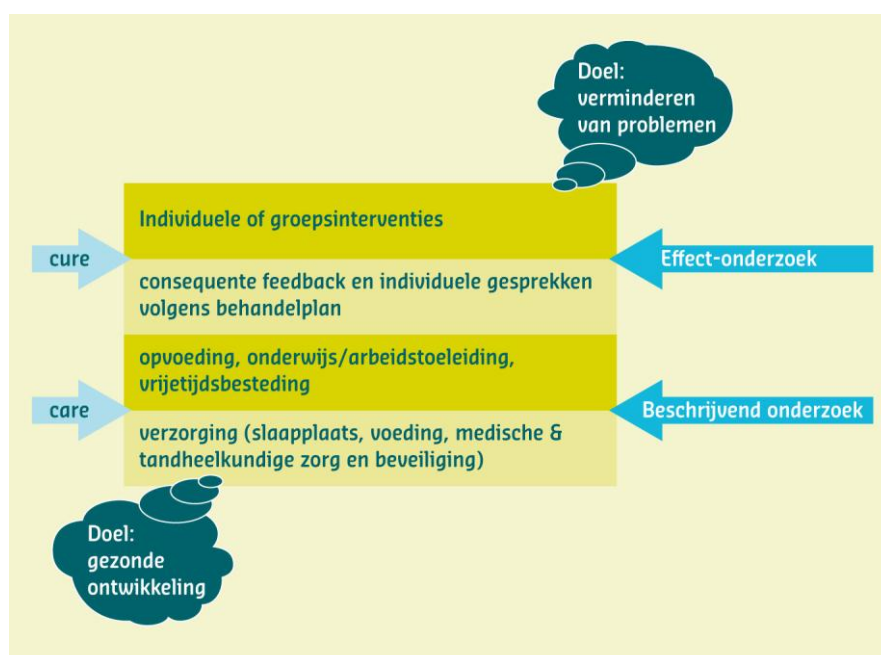 Doel:
verminderen
van problemen
Individuele of groepsinterventies
cure
Effect-onderzoek
consequente feedback en individuele gesprekken
volgens behandelplan
opvoeding, onderwijs/arbeidstoeleiding,
vrijetijdsbesteding
care
Beschrijvend onderzoek
verzorging (slaapplaats, voeding, medische &
tandheelkundige zorg en beveiliging)
Doel:
gezonde
ontwikkeling